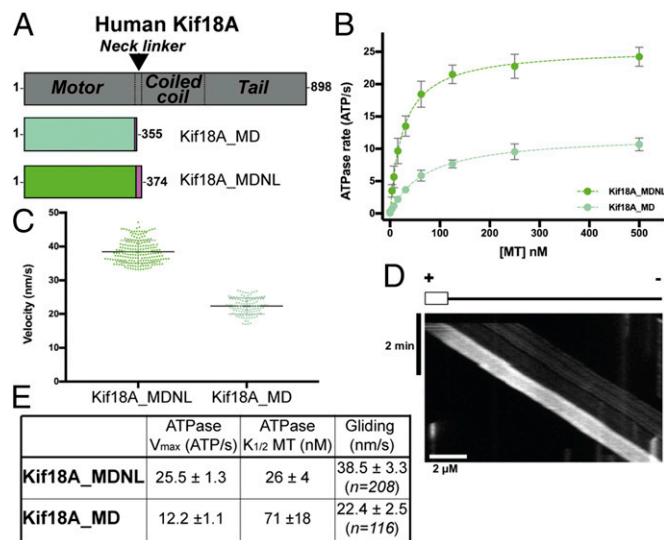 A
Human Kif18A
Neck linker
1
Motor
Coiled
coil
Tail
898
1
355
Kif18A_MD
1
374
Kif18A_MDNL
B
ATPase rate (ATP/s)
25
20
15
10
5
0
0
100
200
300
400
500
[MT] nM
Kif18A_MDNL
Kif18A_MD
C
Velocity (nm/s)
50
40
30
20
10
0
Kif18A_MDNL
Kif18A_MD
D
+
-
2 min
2 µM
E
ATPase Vmax (ATP/s)
ATPase K1/2 MT (nM)
Gliding (nm/s)
Kif18A_MDNL
25.5 ± 1.3
26 ± 4
38.5 ± 3.3
(n=208)
Kif18A_MD
12.2 ±1.1
71 ±18
22.4 ± 2.5
(n=116)